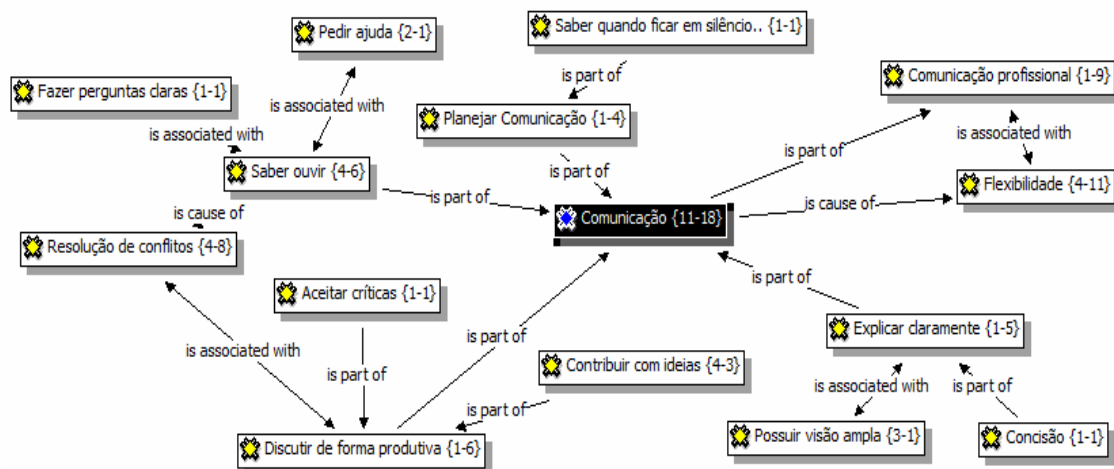 Pedir ajuda {2-1}
Saber quando ficar em silêncio.. {1-1}
is part of
Comunicação profissional {1-9}
Fazer perguntas claras {1-1}
is associated with
Planejar Comunicação {1-4}
is associated with
is associated with
is part of
is part of
Saber ouvir {4-6}
Flexibilidade {4-11}
is part of
is cause of
is cause of
Comunicação {11-18}
Resolução de conflitos {4-8}
is part of
Aceitar críticas {1-1}
Explicar claramente {1-5}
is part of
is associated with
Contribuir com ideias {4-3}
is part of
is associated with
is part of
is part of
Possuir visão ampla {3-1}
Concisão {1-1}
Discutir de forma produtiva {1-6}